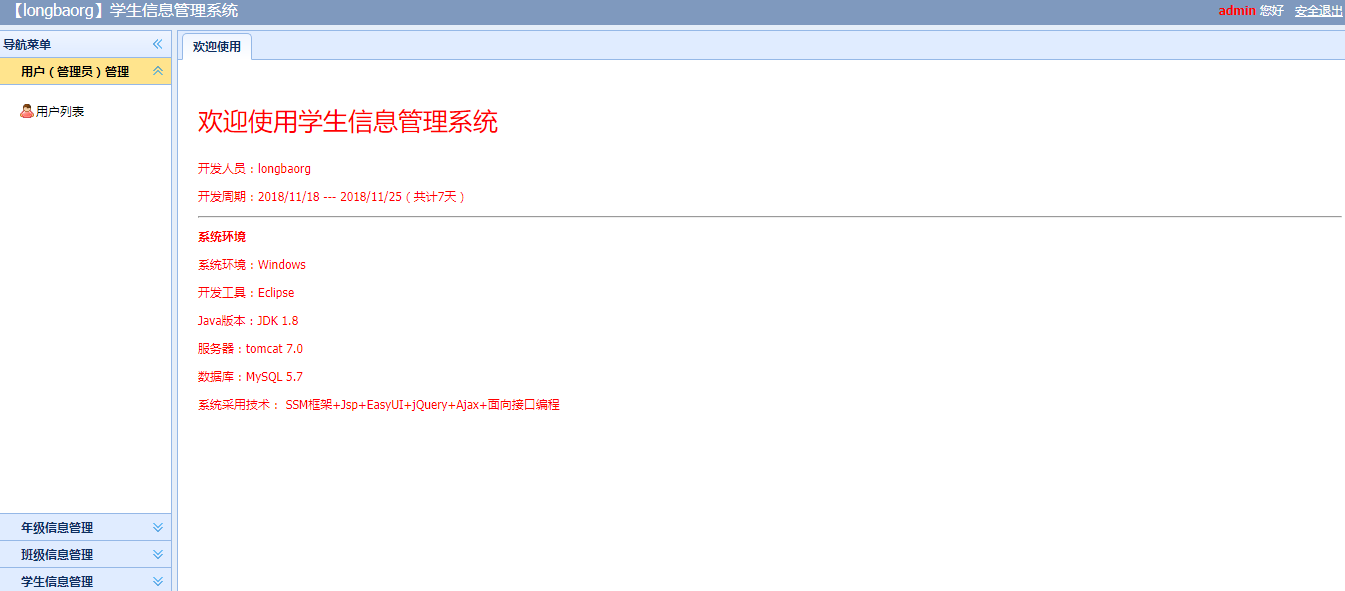 【longbaorg】学生信息管理系统
admin 您好 安全退出
导航菜单
用户（管理员）管理
用户列表
年级信息管理
班级信息管理
学生信息管理
欢迎使用
欢迎使用学生信息管理系统
开发人员：longbaorg
开发周期：2018/11/18 --- 2018/11/25（共计7天）
系统环境
系统环境：Windows
开发工具：Eclipse
Java版本：JDK 1.8
服务器：tomcat 7.0
数据库：MySQL 5.7
系统采用技术： SSM框架+Jsp+EasyUI+jQuery+Ajax+面向接口编程